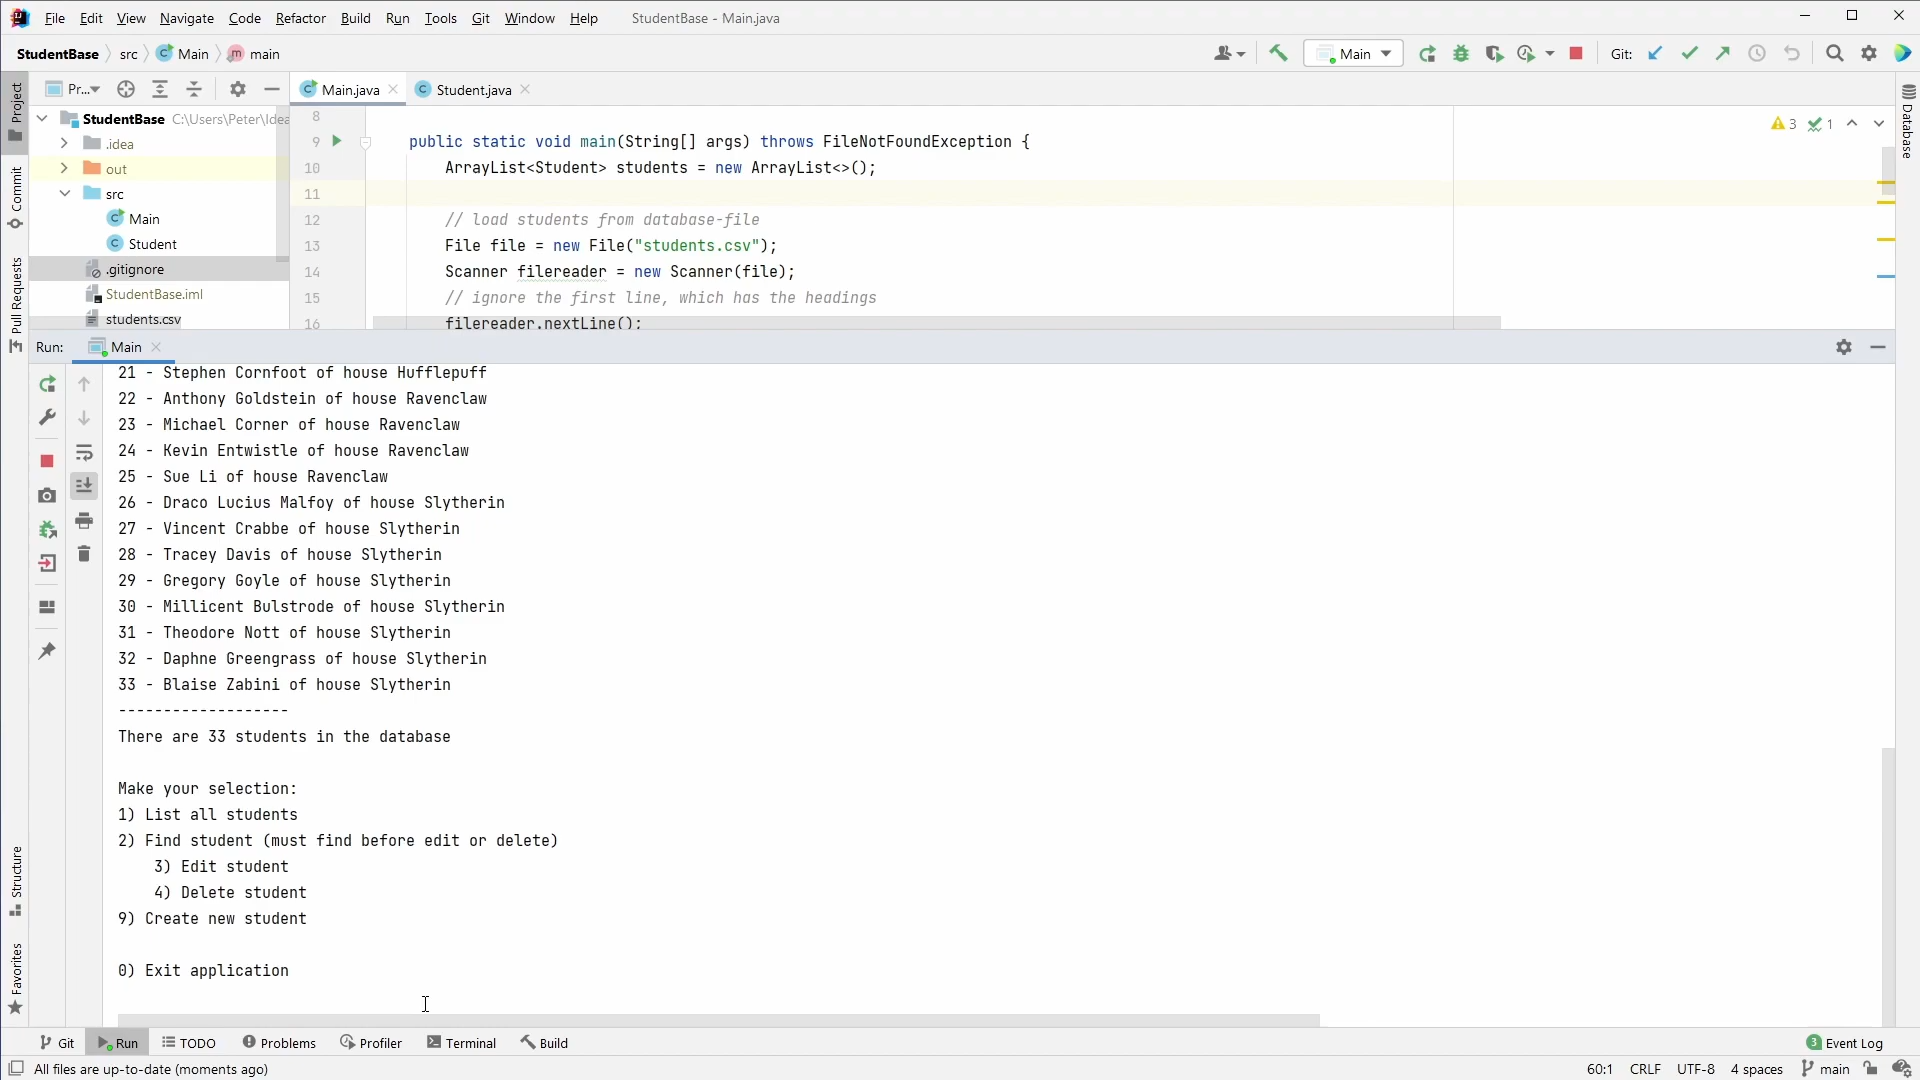 File Edit View Navigate Code Refactor Build Run Tools Git Window Help StudentBase - Main.java
StudentBase src Main main Main Git:
Project
Commit
Pull Requests
Structure
Favorites
Database
Pr...
StudentBase C:\Users\Peter\Idea
.idea
out
src
Main
Student
.gitignore
StudentBase.iml
students.csv
Main.java Student.java
3 1
8
9 public static void main(String[] args) throws FileNotFoundException {
10 ArrayList<Student> students = new ArrayList<>();
11
12 // load students from database-file
13 File file = new File("students.csv");
14 Scanner filereader = new Scanner(file);
15 // ignore the first line, which has the headings
16 filereader.nextLine();
Run: Main
21 - Stephen Cornfoot of house Hufflepuff
22 - Anthony Goldstein of house Ravenclaw
23 - Michael Corner of house Ravenclaw
24 - Kevin Entwistle of house Ravenclaw
25 - Sue Li of house Ravenclaw
26 - Draco Lucius Malfoy of house Slytherin
27 - Vincent Crabbe of house Slytherin
28 - Tracey Davis of house Slytherin
29 - Gregory Goyle of house Slytherin
30 - Millicent Bulstrode of house Slytherin
31 - Theodore Nott of house Slytherin
32 - Daphne Greengrass of house Slytherin
33 - Blaise Zabini of house Slytherin
-------------------
There are 33 students in the database
Make your selection:
1) List all students
2) Find student (must find before edit or delete)
3) Edit student
4) Delete student
9) Create new student
0) Exit application
Git Run TODO Problems Profiler Terminal Build 3 Event Log
All files are up-to-date (moments ago) 60:1 CRLF UTF-8 4 spaces main